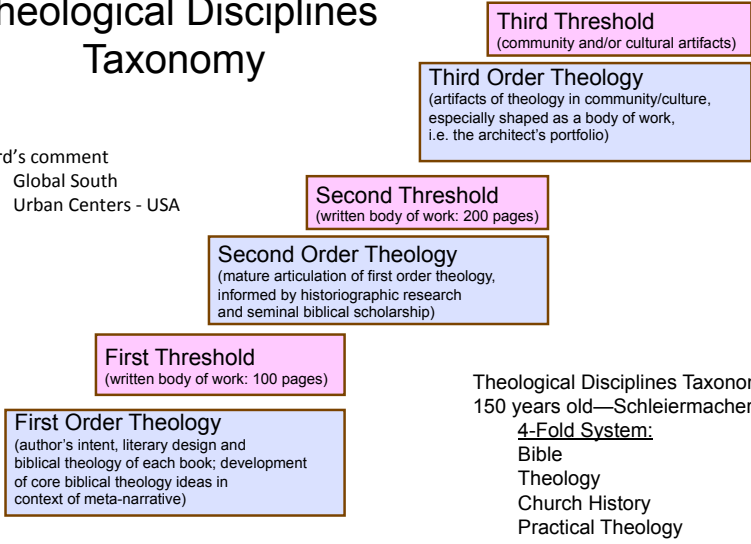 heological Disciplines
Taxonomy
Third Threshold
(community and/or cultural artifacts)
Third Order Theology
(artifacts of theology in community/culture,
especially shaped as a body of work,
i.e. the architect's portfolio)
rd's comment
Global South
Urban Centers - USA
Second Threshold
(written body of work: 200 pages)
Second Order Theology
(mature articulation of first order theology,
informed by historiographic research
and seminal biblical scholarship)
First Threshold
(written body of work: 100 pages)
First Order Theology
(author's intent, literary design and
biblical theology of each book; development
of core biblical theology ideas in
context of meta-narrative)
Theological Disciplines Taxonom
150 years old—Schleiermacher
4-Fold System:
Bible
Theology
Church History
Practical Theology